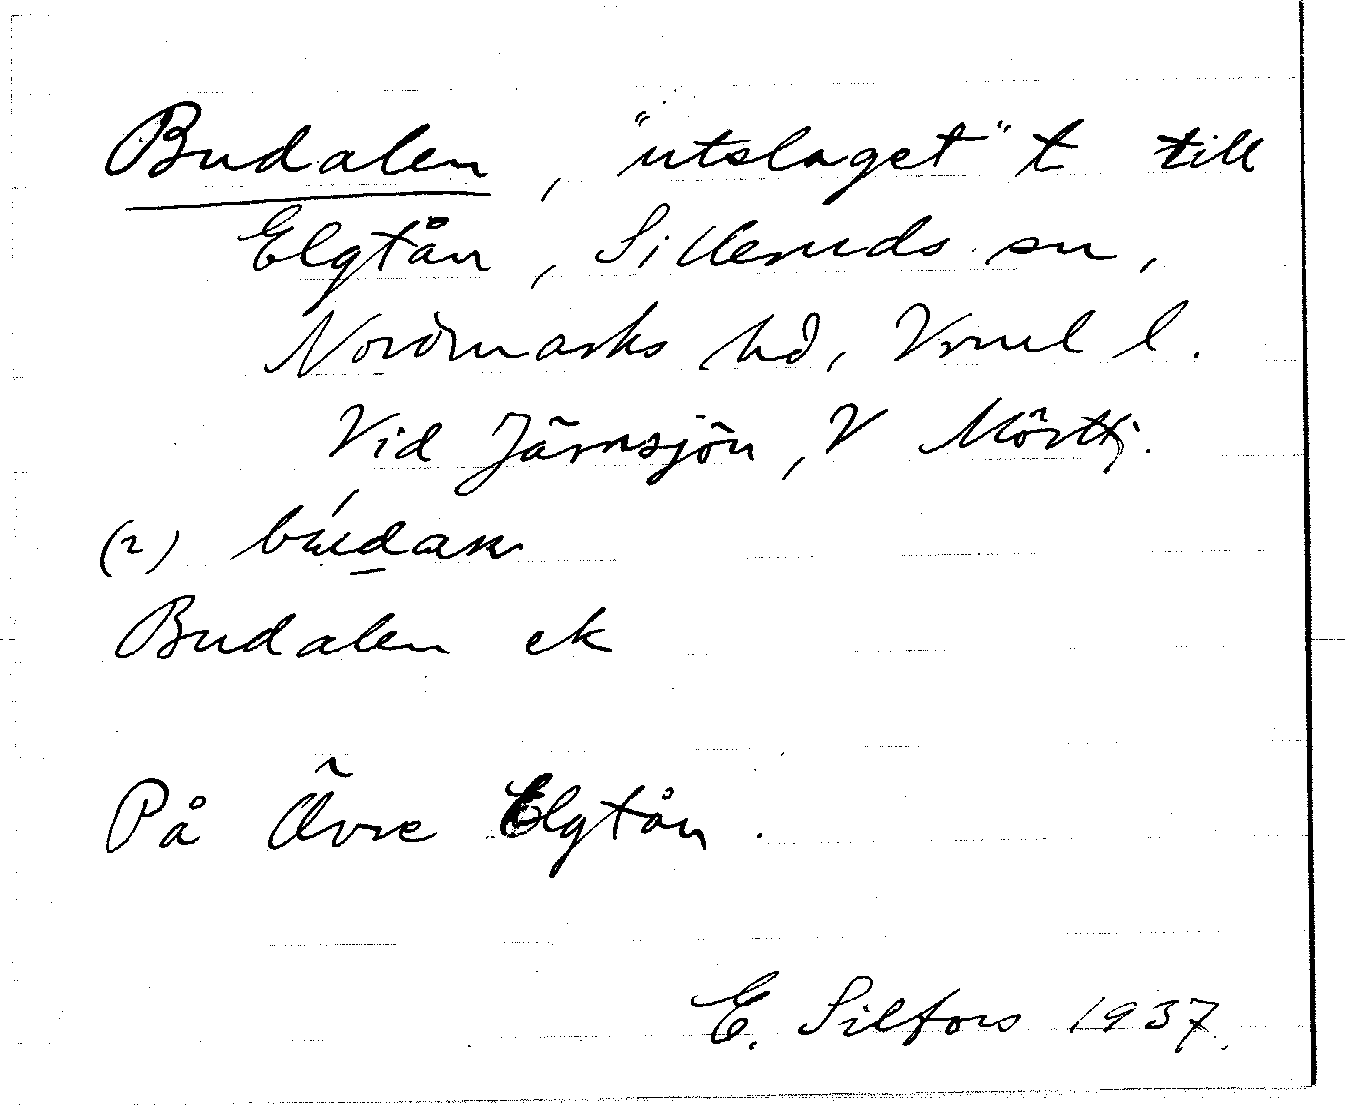 Budalen, "utslaget" t till
Elgtån, Silleruds sn,
Nordmarks hd, Vrml l.
Vid Järnsjön, V Mörttj.
(2) búdan
Budalen ek
På Övre Elgtån.
E. Silfors 1937.